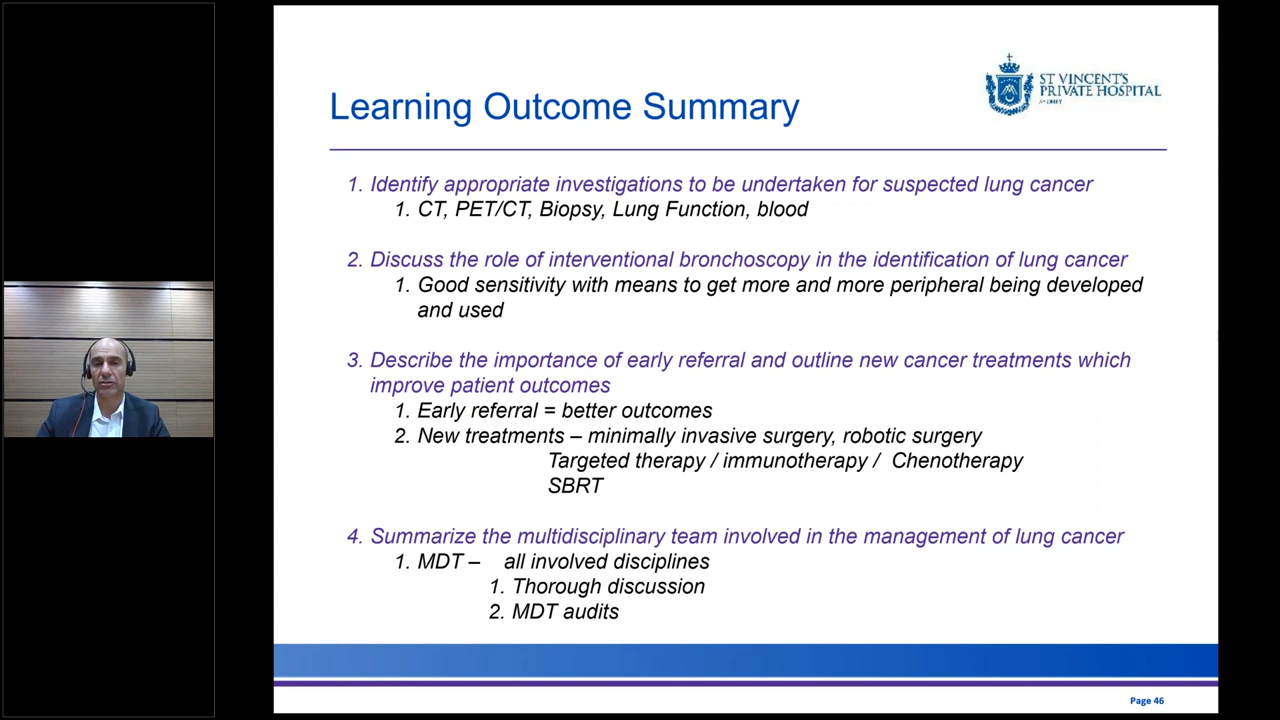 ST VINCENT'S
PRIVATE HOSPITAL
SYDNEY
Learning Outcome Summary
1. Identify appropriate investigations to be undertaken for suspected lung cancer
1. CT, PET/CT, Biopsy, Lung Function, blood
2. Discuss the role of interventional bronchoscopy in the identification of lung cancer
1. Good sensitivity with means to get more and more peripheral being developed
and used
3. Describe the importance of early referral and outline new cancer treatments which
improve patient outcomes
1. Early referral = better outcomes
2. New treatments – minimally invasive surgery, robotic surgery
Targeted therapy / immunotherapy / Chenotherapy
SBRT
4. Summarize the multidisciplinary team involved in the management of lung cancer
1. MDT – all involved disciplines
1. Thorough discussion
2. MDT audits
Page 46